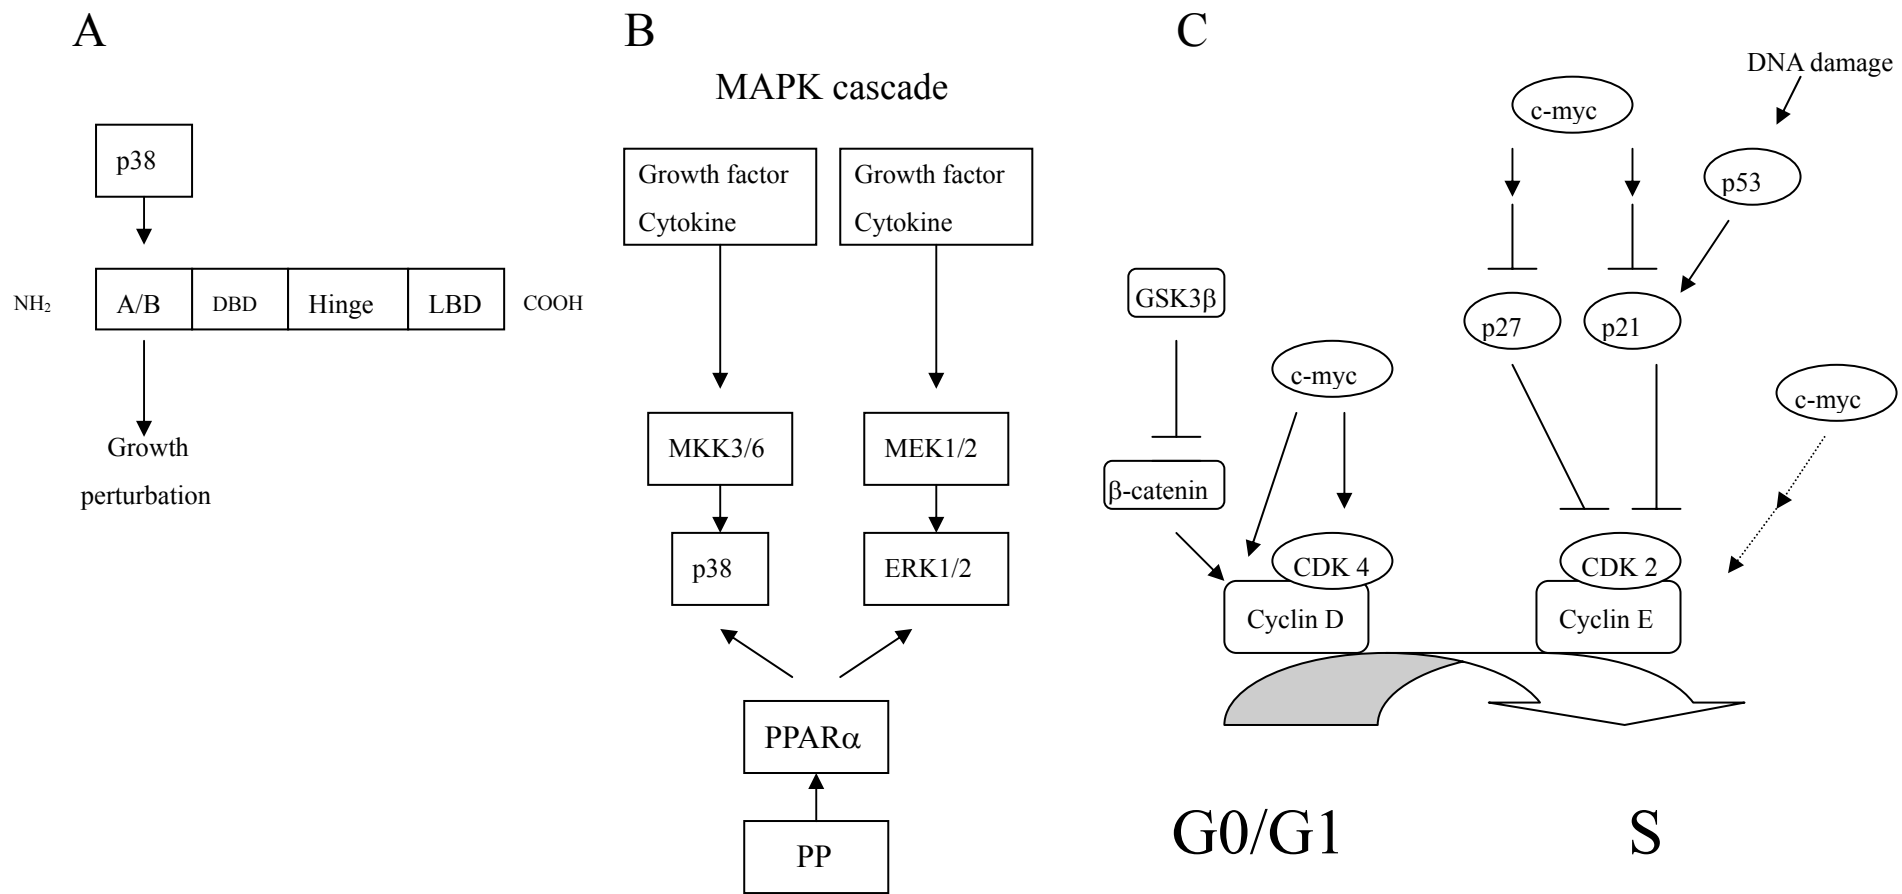 A
p38
NH₂
A/B
DBD
Hinge
LBD
COOH
Growth
perturbation
B
MAPK cascade
Growth factor
Cytokine
Growth factor
Cytokine
MKK3/6
MEK1/2
p38
ERK1/2
PPARα
PP
C
DNA damage
c-myc
p53
GSK3β
p27
p21
c-myc
c-myc
β-catenin
CDK 4
CDK 2
Cyclin D
Cyclin E
G0/G1
S